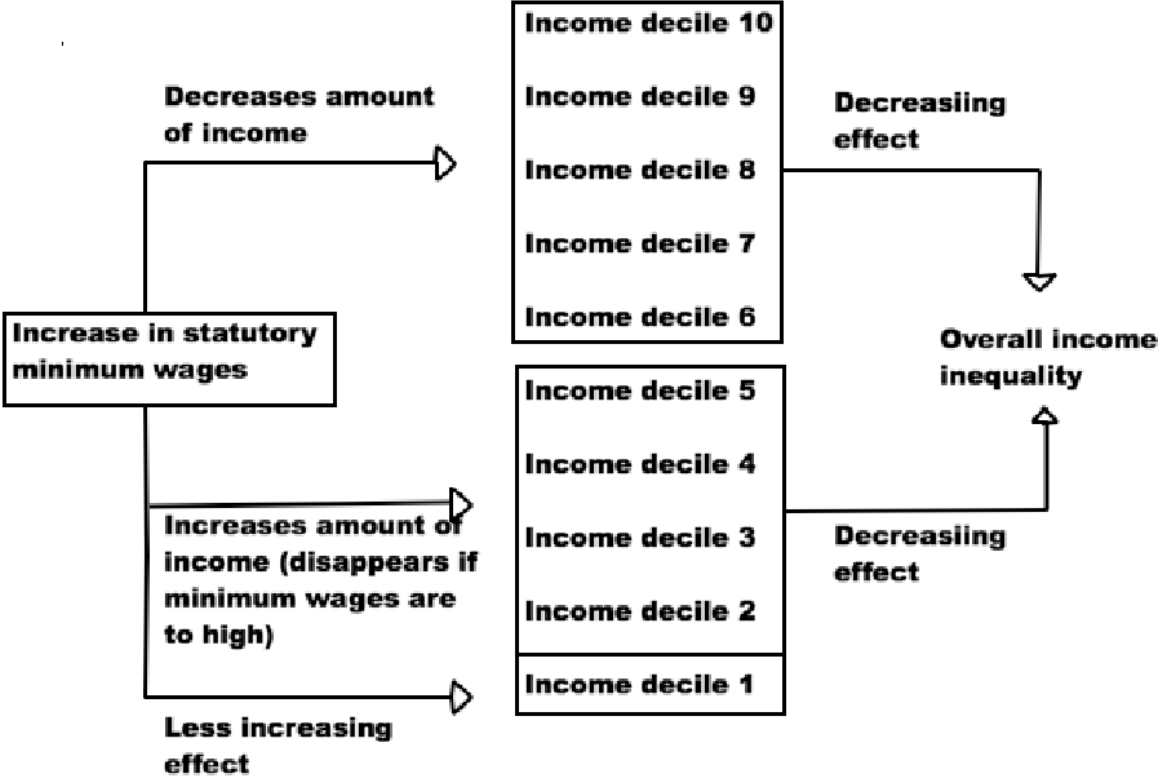 Income decile 10
Decreases amount
of income
Income decile 9
Decreasiing
effect
Income decile 8
Income decile 7
Income decile 6
Increase in statutory
minimum wages
Overall income
inequality
Income decile 5
Income decile 4
Increases amount of
income (disappears if
minimum wages are
to high)
Income decile 3
Decreasiing
effect
Income decile 2
Income decile 1
Less increasing
effect